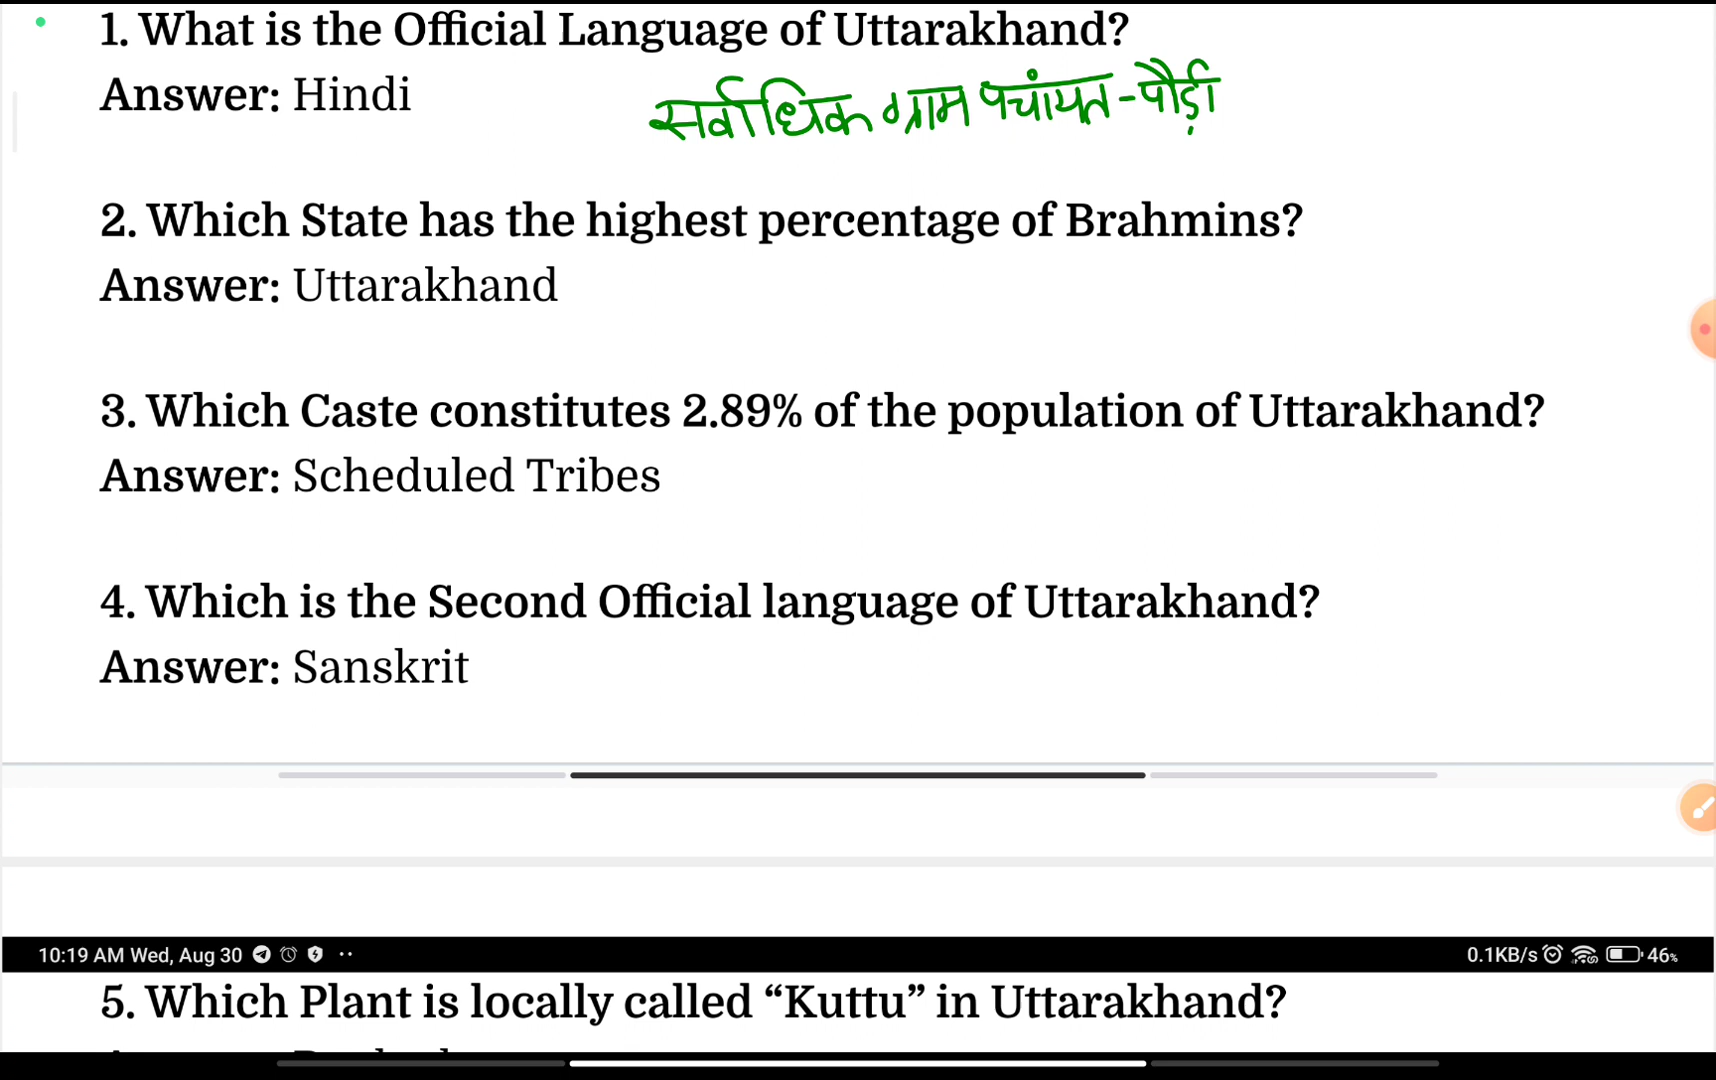 1. What is the Official Language of Uttarakhand?
Answer: Hindi
सर्वाधिक ग्राम पंचायत-पौड़ी
2. Which State has the highest percentage of Brahmins?
Answer: Uttarakhand
3. Which Caste constitutes 2.89% of the population of Uttarakhand?
Answer: Scheduled Tribes
4. Which is the Second Official language of Uttarakhand?
Answer: Sanskrit
10:19 AM Wed, Aug 30
0.1KB/s 46%
5. Which Plant is locally called “Kuttu” in Uttarakhand?